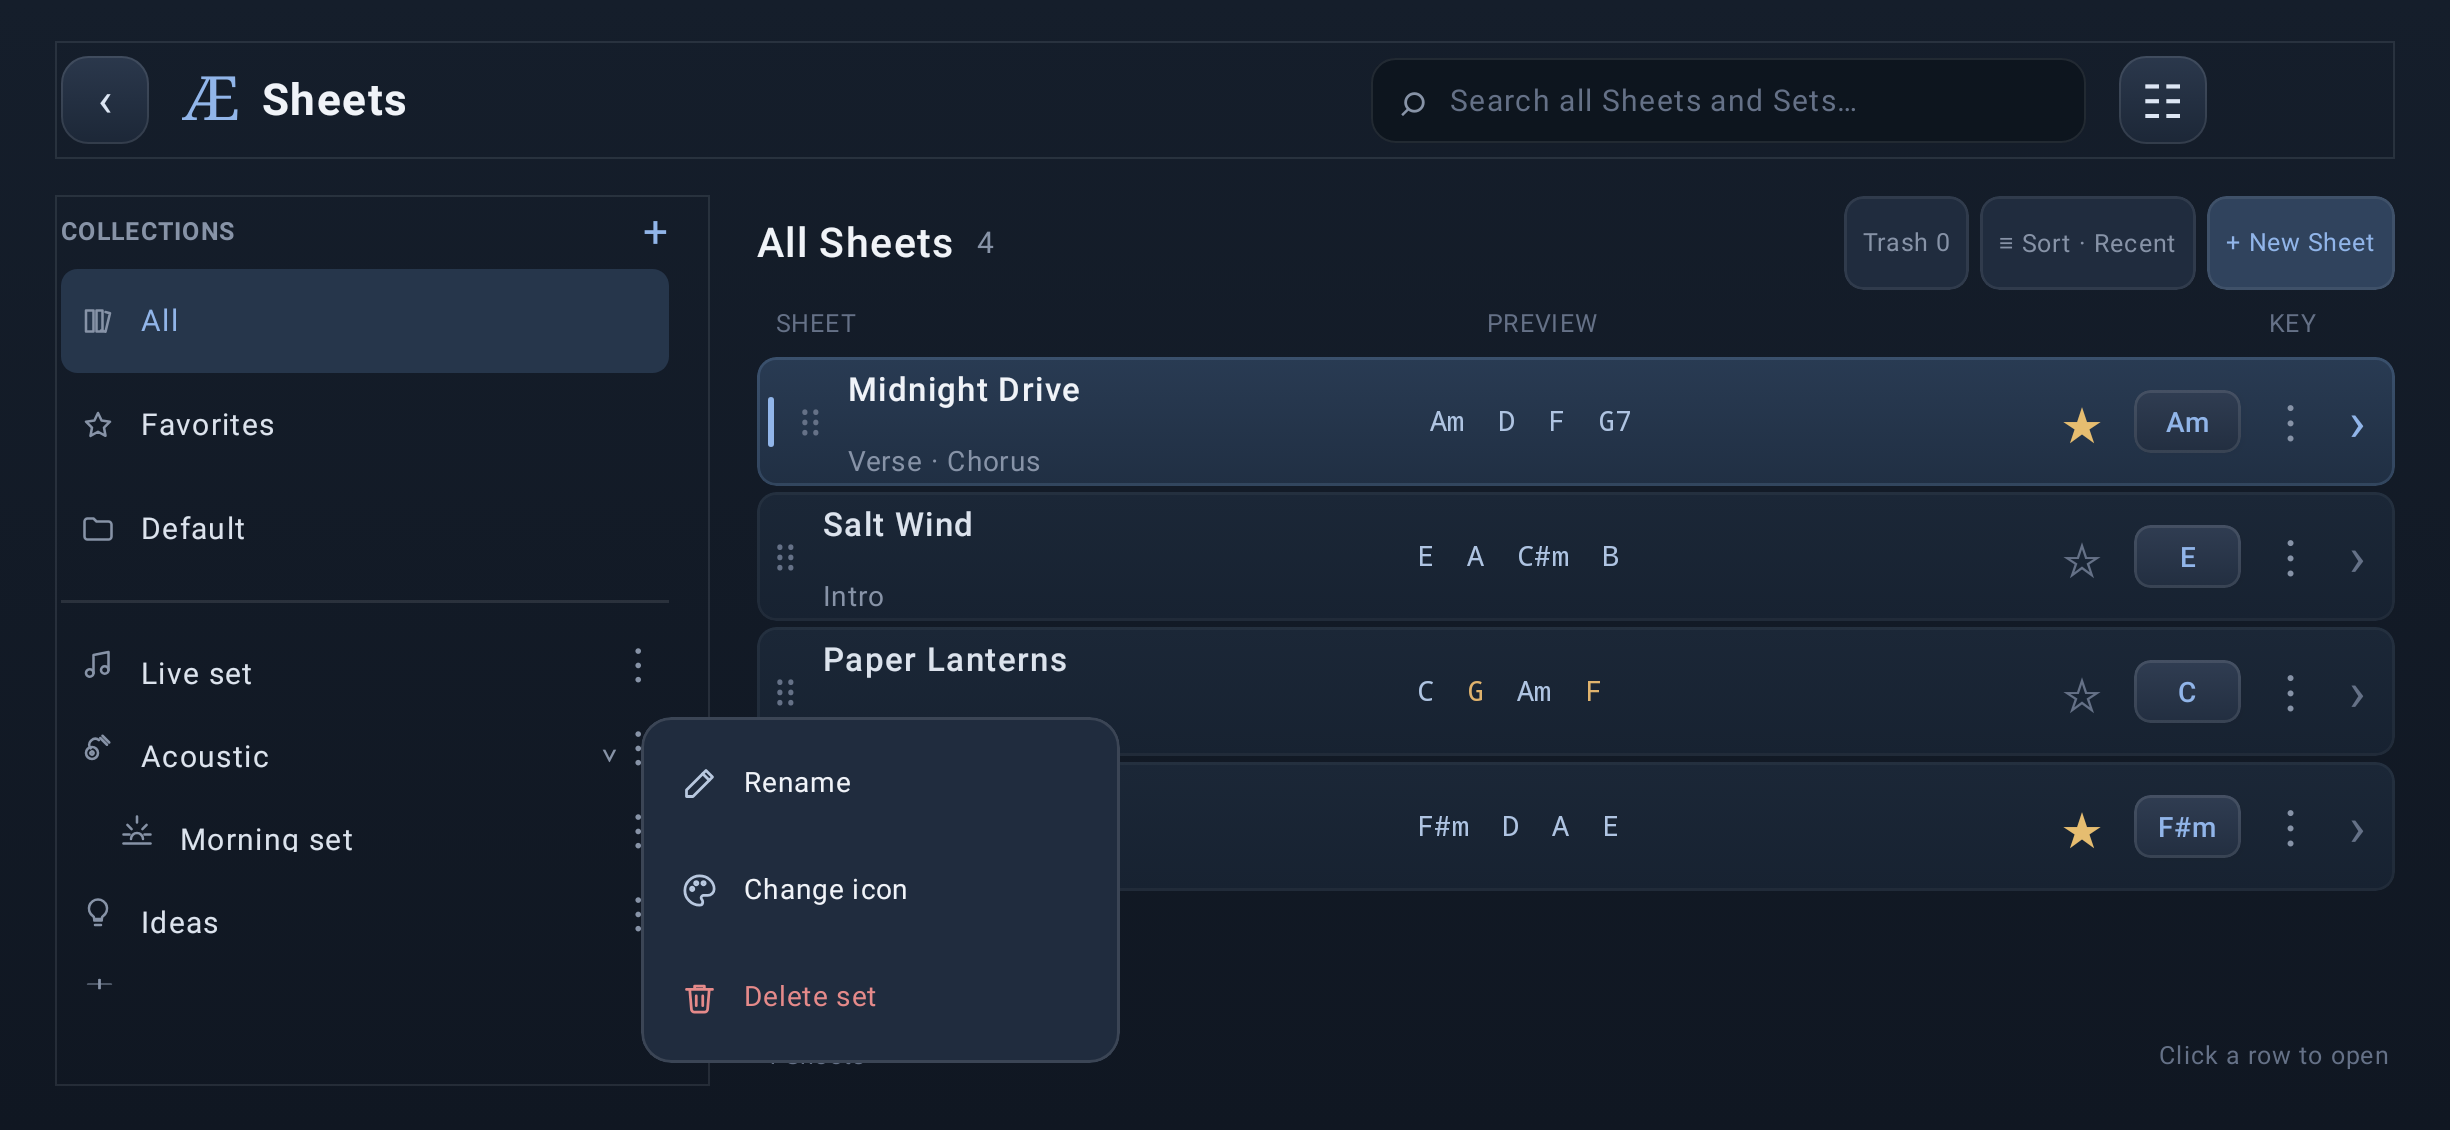 ‹ Æ Sheets
Search all Sheets and Sets…
COLLECTIONS +
All
Favorites
Default
Live set
Acoustic
Morning set
Ideas
All Sheets 4
Trash 0
≡ Sort · Recent
+ New Sheet
SHEET PREVIEW KEY
Midnight Drive
Verse · Chorus
Am D F G7
★ Am ⋮ ›
Salt Wind
Intro
E A C#m B
☆ E ⋮ ›
Paper Lanterns
C G Am F
☆ C ⋮ ›
F#m D A E
★ F#m ⋮ ›
Rename
Change icon
Delete set
Click a row to open